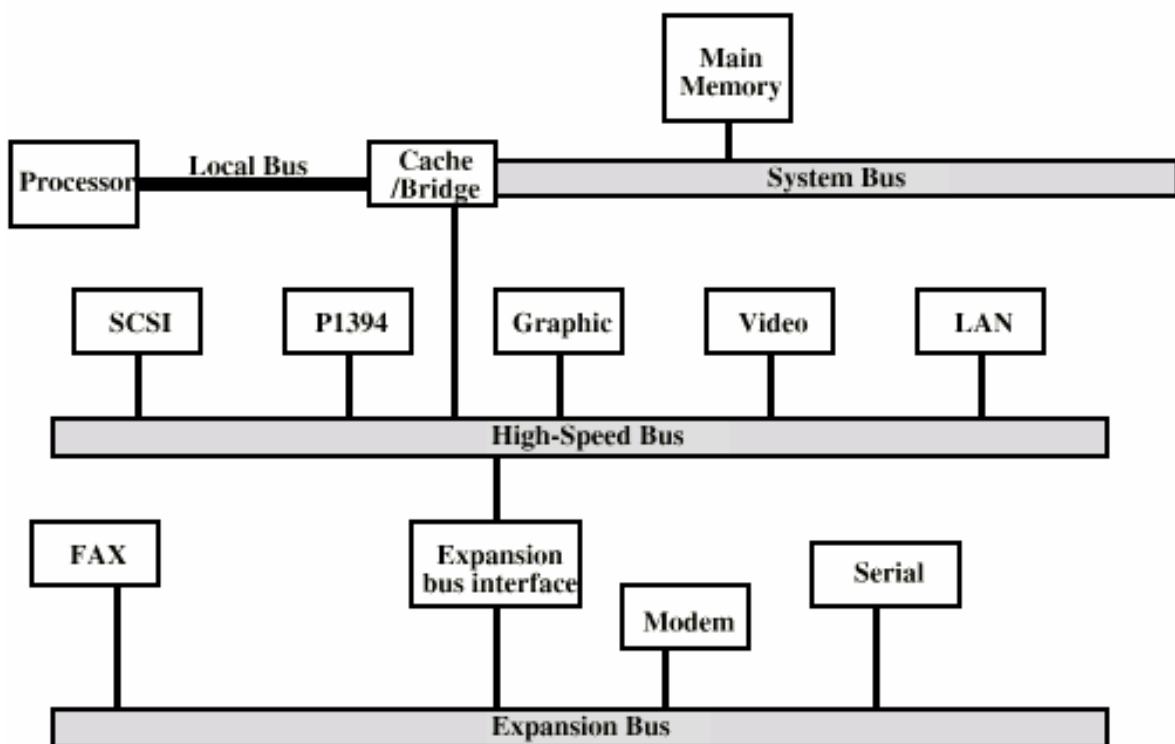 Main
Memory
Local Bus
Processor
Cache
/Bridge
System Bus
SCSI
P1394
Graphic
Video
LAN
High-Speed Bus
FAX
Expansion
bus interface
Serial
Modem
Expansion Bus